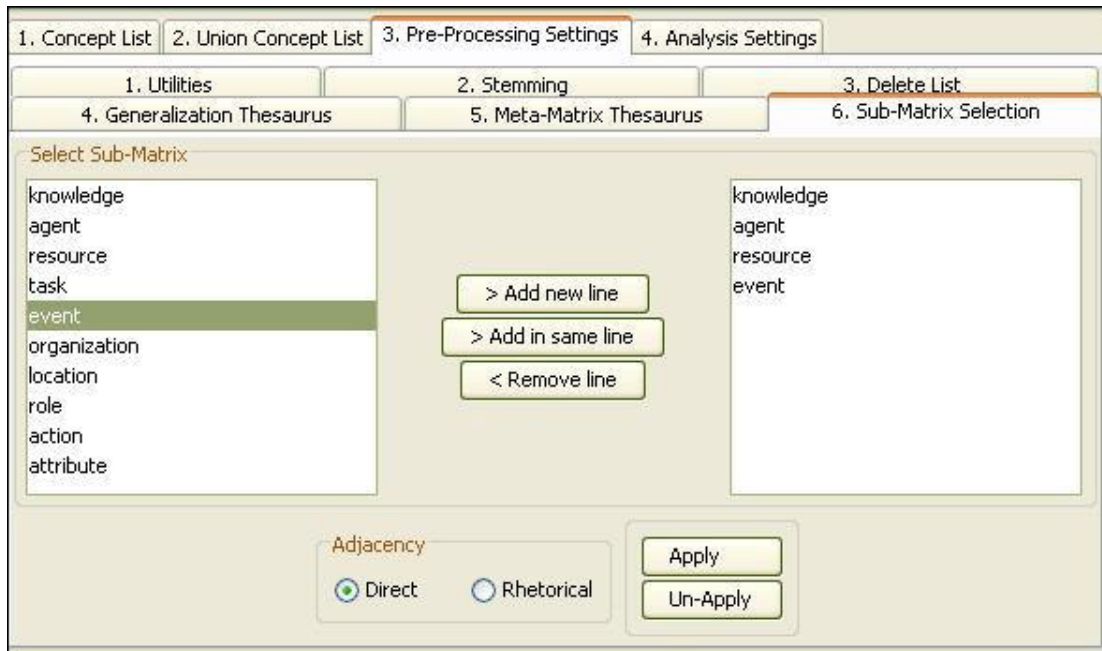 1. Concept List 2. Union Concept List 3. Pre-Processing Settings 4. Analysis Settings
1. Utilities 2. Stemming 3. Delete List
4. Generalization Thesaurus 5. Meta-Matrix Thesaurus 6. Sub-Matrix Selection
Select Sub-Matrix
knowledge
agent
resource
task
event
organization
location
role
action
attribute
> Add new line
> Add in same line
< Remove line
knowledge
agent
resource
event
Adjacency
Direct Rhetorical
Apply
Un-Apply